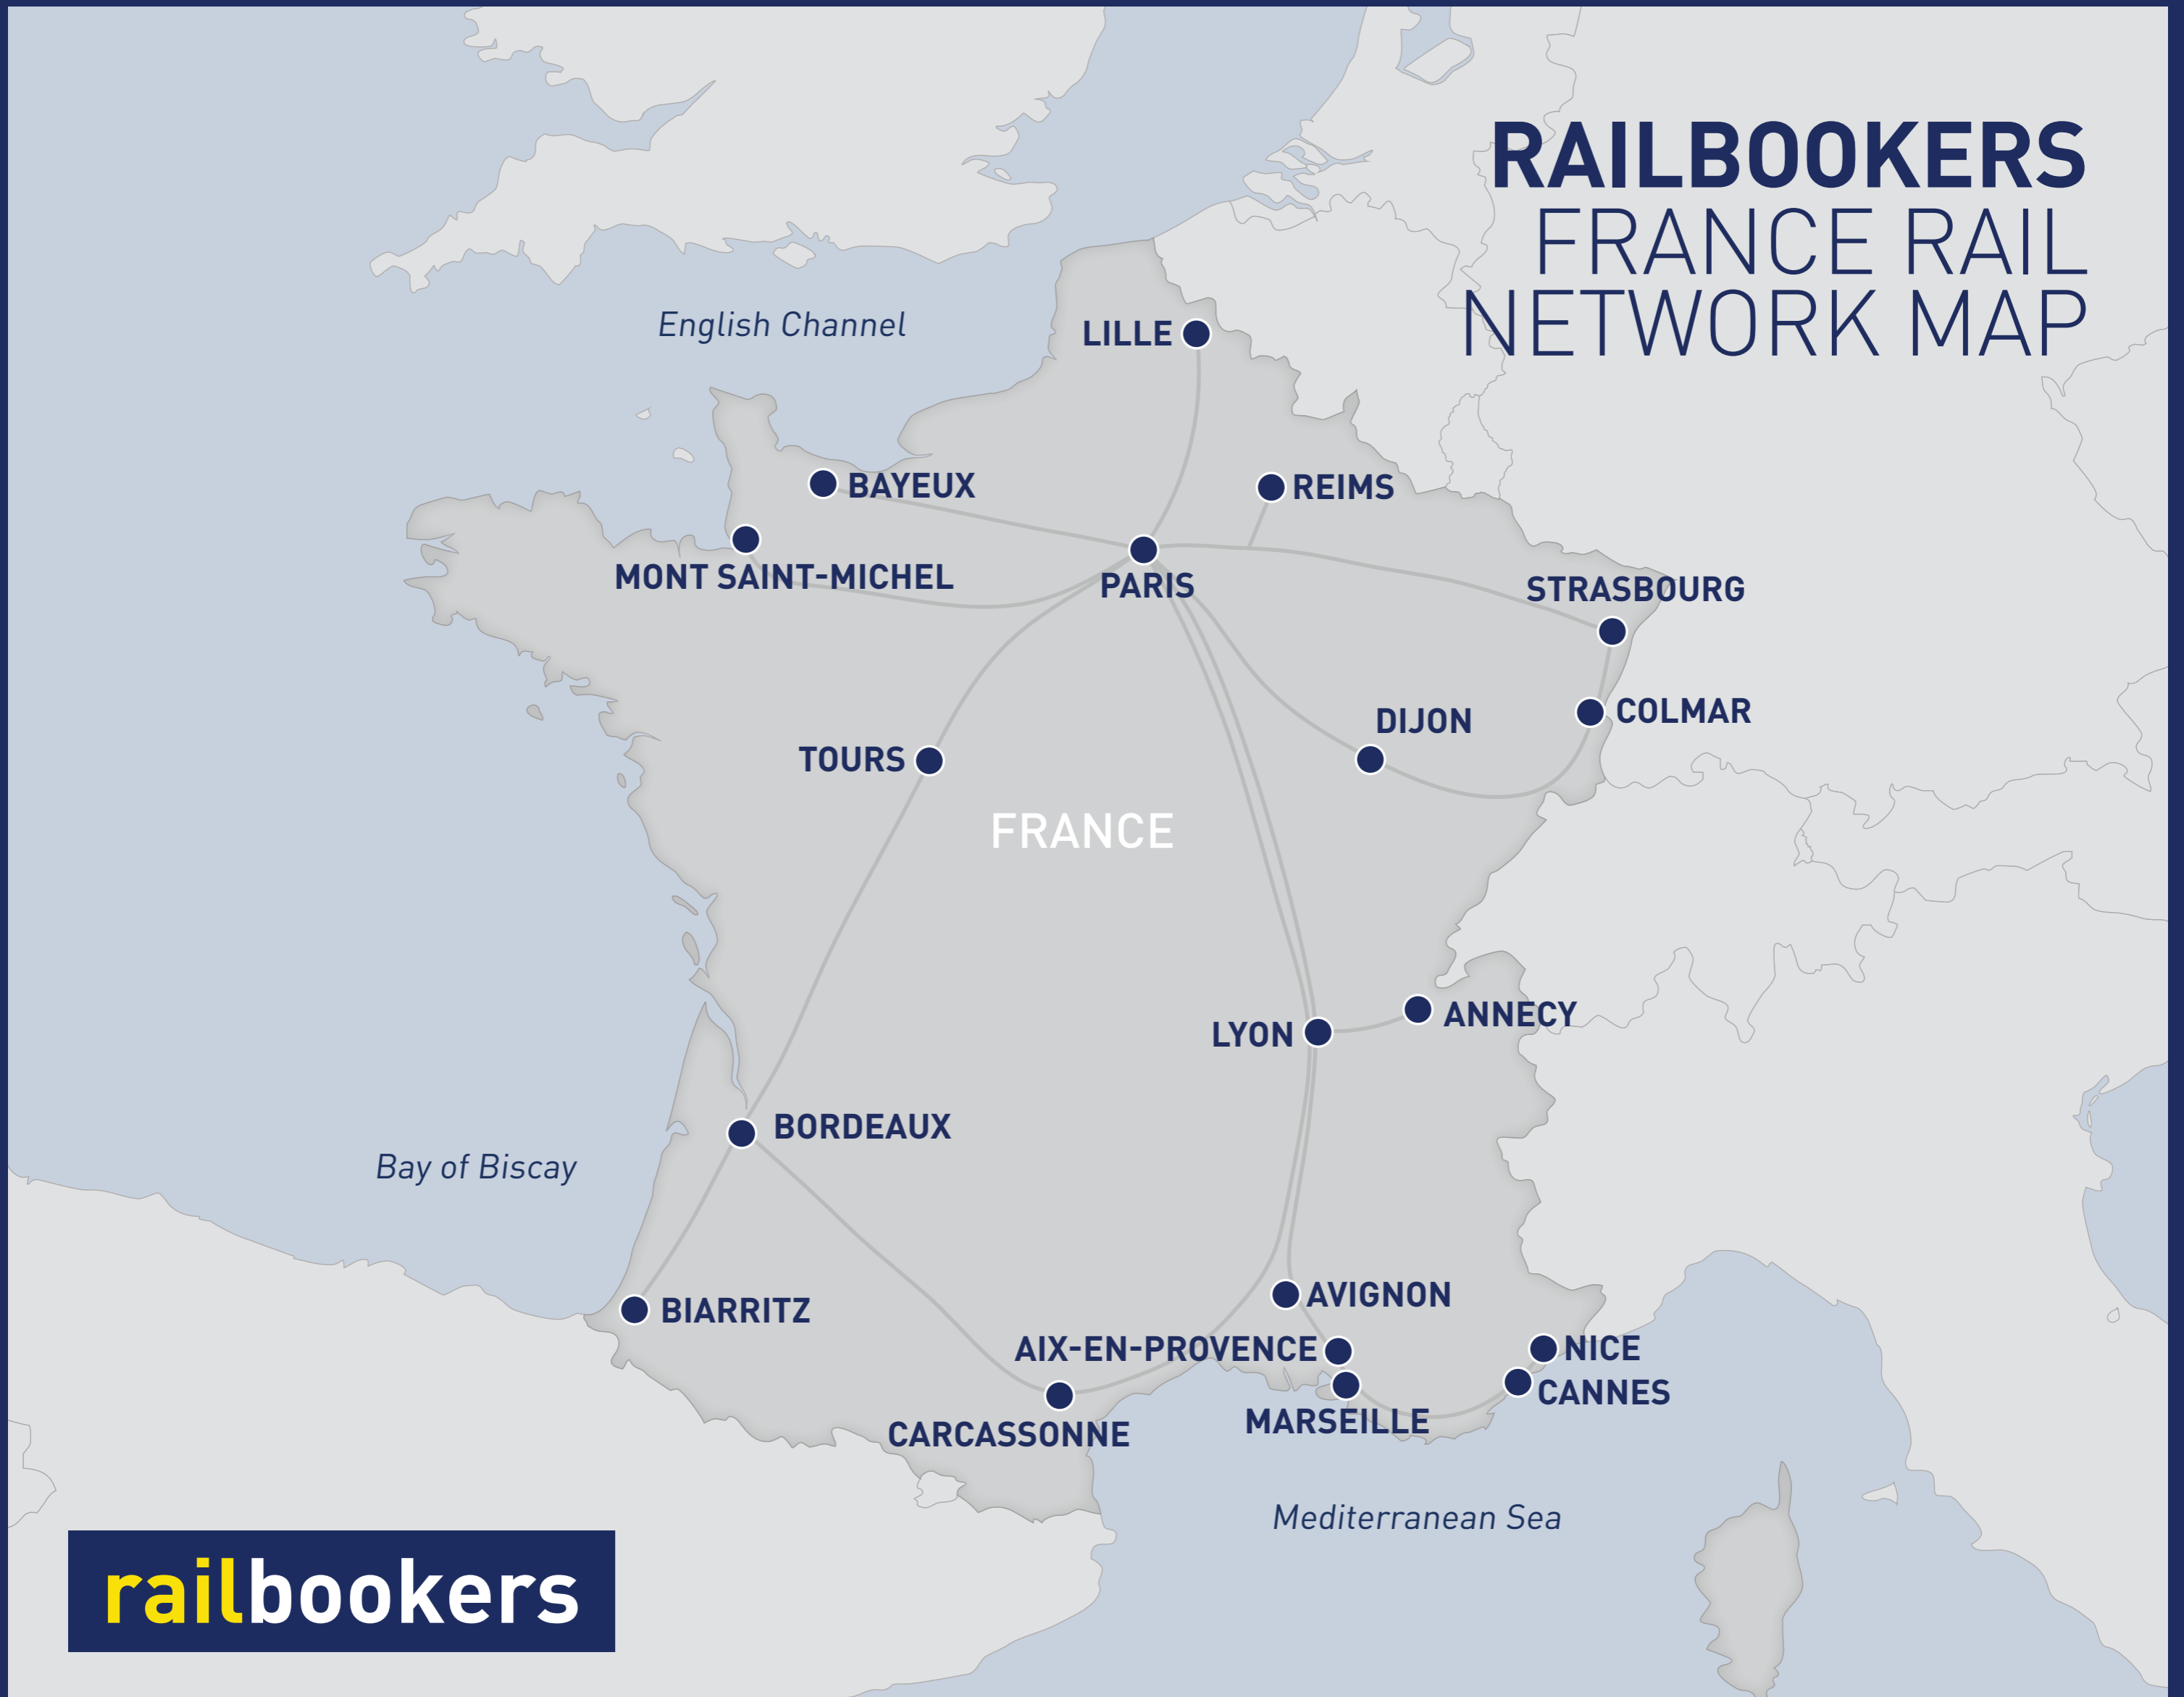 RAILBOOKERS
FRANCE RAIL
NETWORK MAP
English Channel
LILLE
BAYEUX
REIMS
MONT SAINT-MICHEL
PARIS
STRASBOURG
COLMAR
DIJON
TOURS
FRANCE
ANNECY
LYON
BORDEAUX
Bay of Biscay
AVIGNON
BIARRITZ
AIX-EN-PROVENCE
NICE
CANNES
MARSEILLE
CARCASSONNE
Mediterranean Sea
railbookers